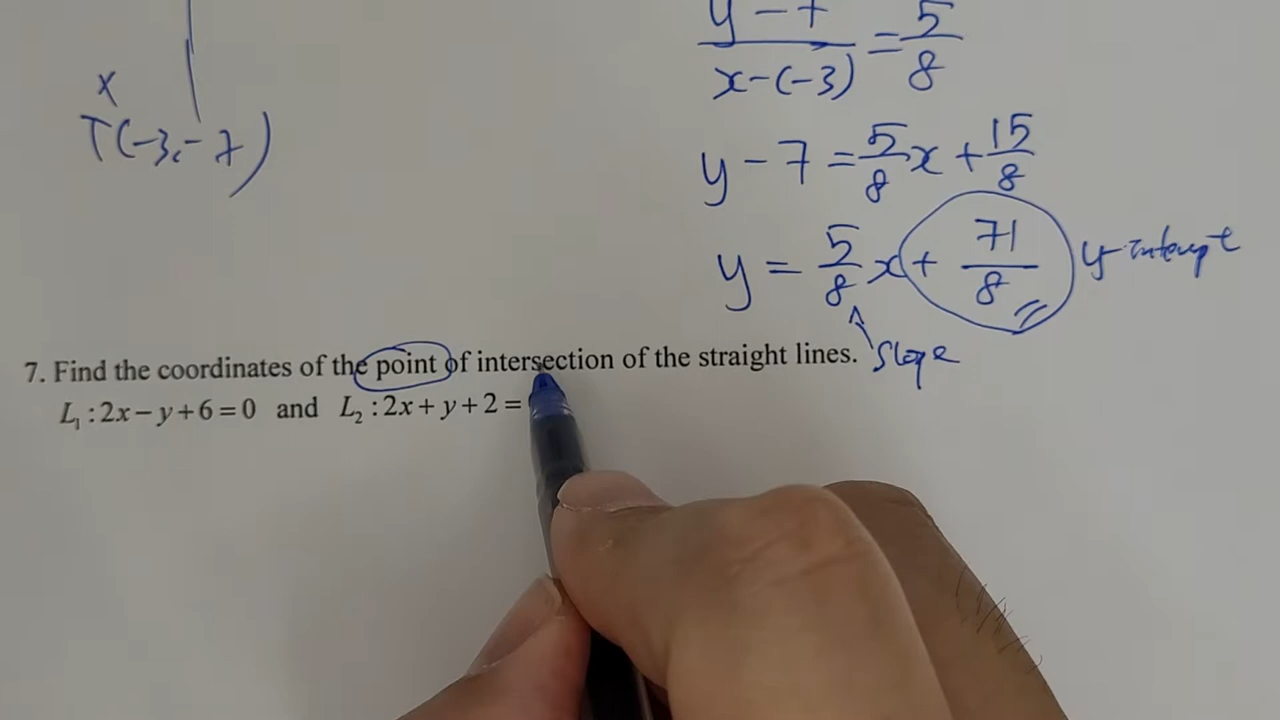 x
T(-3,-7)
y - 7 / x-(-3) = 5/8
y - 7 = 5/8 x + 15/8
y = 5/8 x + 71/8 y-intercept
slope
7. Find the coordinates of the point of intersection of the straight lines.
L₁ : 2x − y + 6 = 0 and L₂ : 2x + y + 2 =